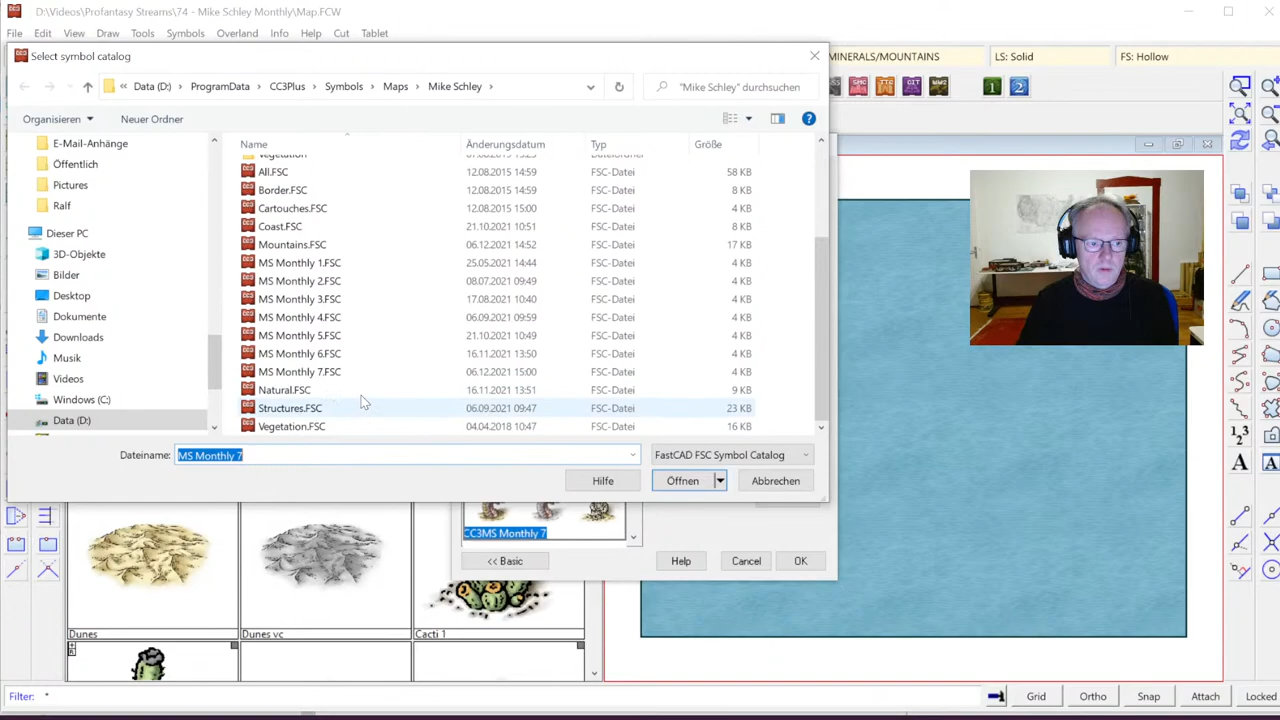 D:\Videos\Profantasy Streams\74 - Mike Schley Monthly\Map.FCW
File Edit View Draw Tools Symbols Overland Info Help Cut Tablet
Select symbol catalog
MINERALS/MOUNTAINS LS: Solid FS: Hollow
« Data (D:) › ProgramData › CC3Plus › Symbols › Maps › Mike Schley › "Mike Schley" durchsuchen
1 2
Organisieren Neuer Ordner
E-Mail-Anhänge
Öffentlich
Pictures
Ralf
Dieser PC
3D-Objekte
Bilder
Desktop
Dokumente
Downloads
Musik
Videos
Windows (C:)
Data (D:)
Name Änderungsdatum Typ Größe
All.FSC 12.08.2015 14:59 FSC-Datei 58 KB
Border.FSC 12.08.2015 14:59 FSC-Datei 8 KB
Cartouches.FSC 12.08.2015 15:00 FSC-Datei 4 KB
Coast.FSC 21.10.2021 10:51 FSC-Datei 8 KB
Mountains.FSC 06.12.2021 14:52 FSC-Datei 17 KB
MS Monthly 1.FSC 25.05.2021 14:44 FSC-Datei 4 KB
MS Monthly 2.FSC 08.07.2021 09:49 FSC-Datei 4 KB
MS Monthly 3.FSC 17.08.2021 10:40 FSC-Datei 4 KB
MS Monthly 4.FSC 06.09.2021 09:59 FSC-Datei 4 KB
MS Monthly 5.FSC 21.10.2021 10:49 FSC-Datei 4 KB
MS Monthly 6.FSC 16.11.2021 13:50 FSC-Datei 4 KB
MS Monthly 7.FSC 06.12.2021 15:00 FSC-Datei 4 KB
Natural.FSC 16.11.2021 13:51 FSC-Datei 9 KB
Structures.FSC 06.09.2021 09:47 FSC-Datei 23 KB
Vegetation.FSC 04.04.2018 10:47 FSC-Datei 16 KB
Dateiname: MS Monthly 7 FastCAD FSC Symbol Catalog
Hilfe Öffnen Abbrechen
CC3MS Monthly 7
<< Basic Help Cancel OK
Dunes Dunes vc Cacti 1
1,2
3
A A
Filter: * Grid Ortho Snap Attach Locked